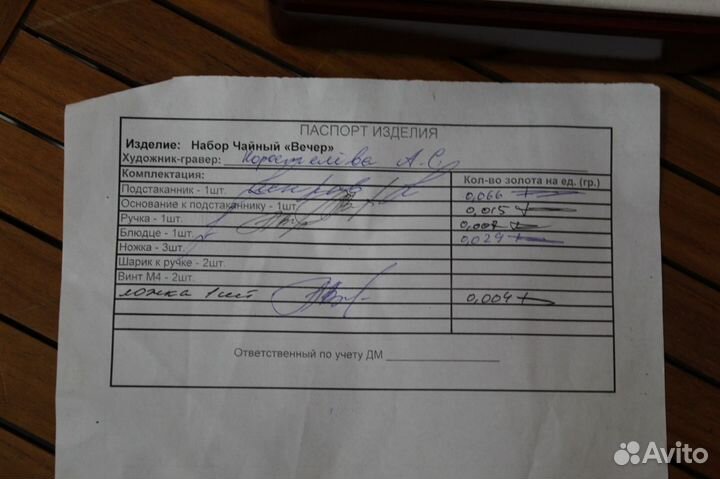 ПАСПОРТ ИЗДЕЛИЯ
Изделие: Набор Чайный «Вечер»
Художник-гравер: Коростелёва А.С.
Комплектация: Кол-во золота на ед. (гр.)
Подстаканник - 1шт. 0,066
Основание к подстаканнику - 1шт. 0,015
Ручка - 1шт.
Блюдце - 1шт. 0,029
Ножка - 3шт.
Шарик к ручке - 2шт.
Винт М4 - 2шт.
ложка 1шт 0,004
Ответственный по учету ДМ
Avito